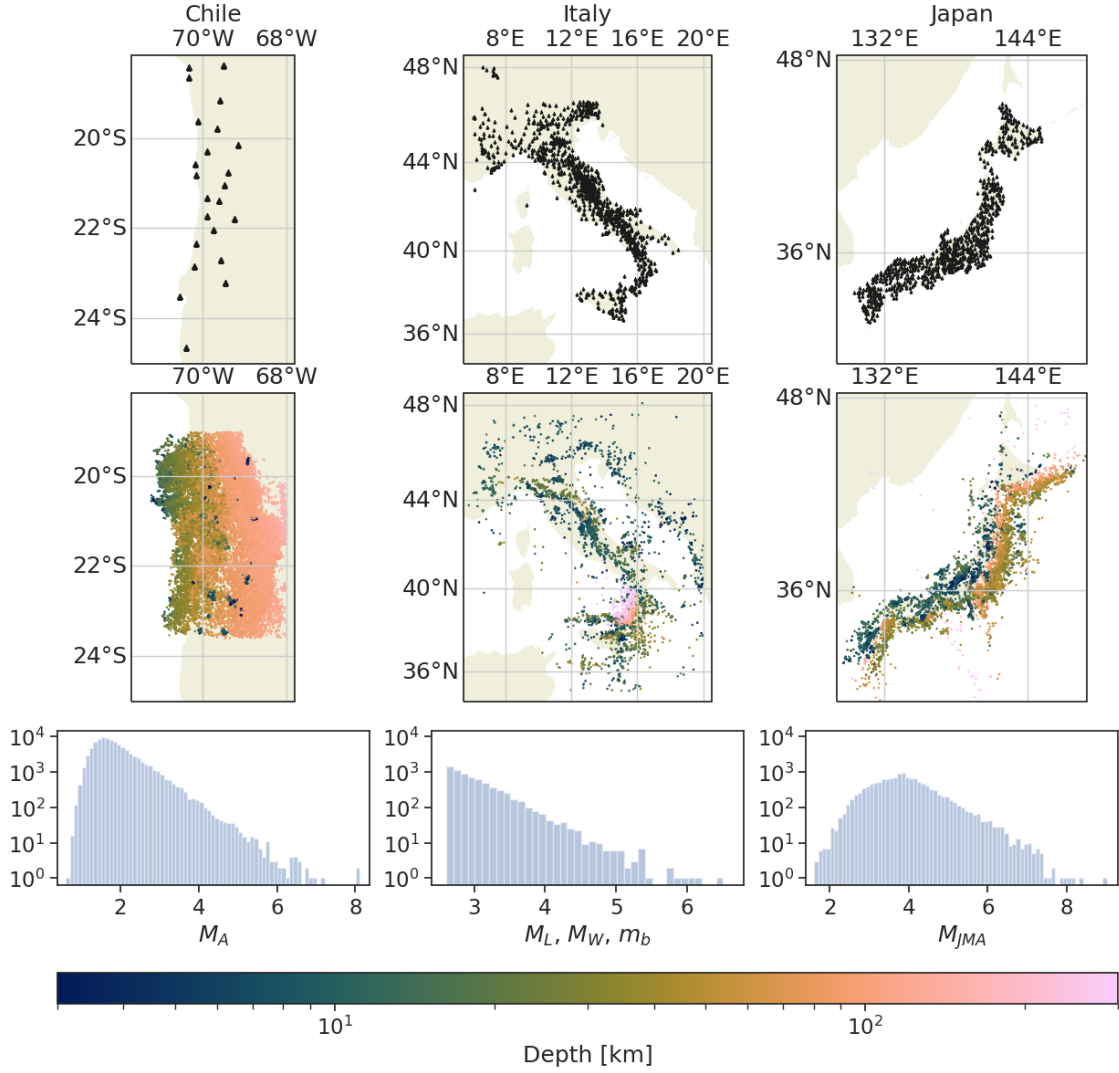 Chile Italy Japan
70°W 68°W 8°E 12°E 16°E 20°E 132°E 144°E
48°N 48°N
20°S 44°N
22°S 40°N 36°N
24°S 36°N
70°W 68°W 8°E 12°E 16°E 20°E 132°E 144°E
48°N 48°N
20°S 44°N
22°S 40°N 36°N
24°S 36°N
10⁴ 10⁴ 10⁴
10³ 10³ 10³
10² 10² 10²
10¹ 10¹ 10¹
10⁰ 10⁰ 10⁰
2 4 6 8 3 4 5 6 2 4 6 8
M_A M_L, M_W, m_b M_JMA
10¹ 10²
Depth [km]